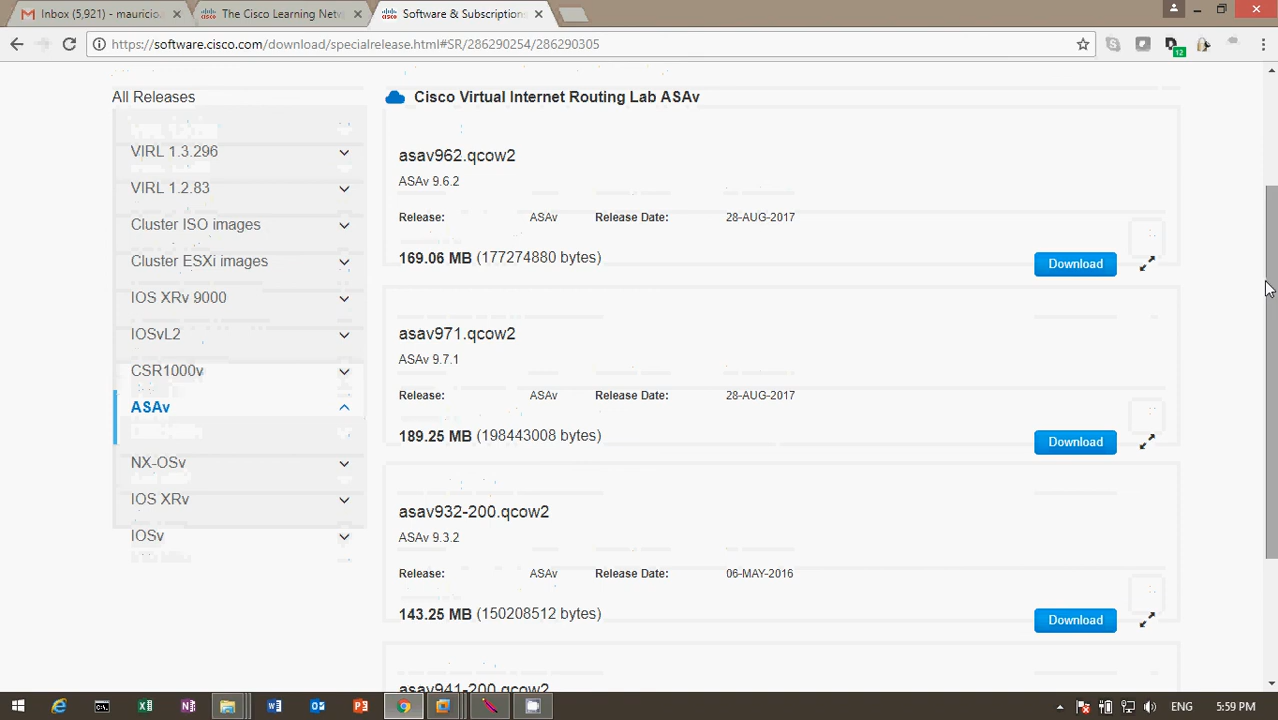 Inbox (5,921) - mauricio.
The Cisco Learning Netw
Software & Subscriptions
https://software.cisco.com/download/specialrelease.html#SR/286290254/286290305
12
All Releases
VIRL 1.3.296
VIRL 1.2.83
Cluster ISO images
Cluster ESXi images
IOS XRv 9000
IOSvL2
CSR1000v
ASAv
NX-OSv
IOS XRv
IOSv
Cisco Virtual Internet Routing Lab ASAv
asav962.qcow2
ASAv 9.6.2
Release: ASAv Release Date: 28-AUG-2017
169.06 MB (177274880 bytes)
Download
asav971.qcow2
ASAv 9.7.1
Release: ASAv Release Date: 28-AUG-2017
189.25 MB (198443008 bytes)
Download
asav932-200.qcow2
ASAv 9.3.2
Release: ASAv Release Date: 06-MAY-2016
143.25 MB (150208512 bytes)
Download
asav941-200.qcow2
ENG 5:59 PM